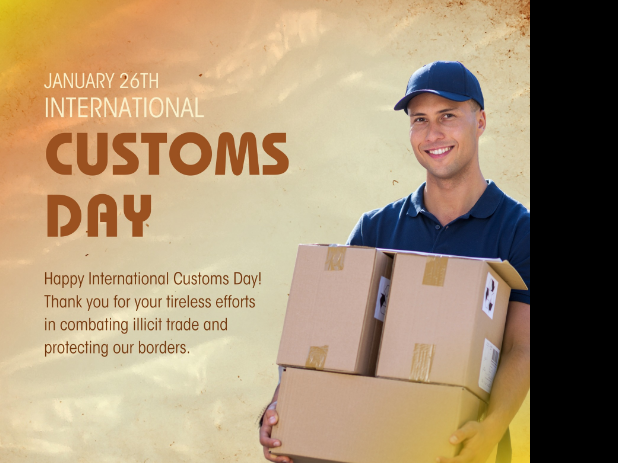 JANUARY 26TH
INTERNATIONAL
CUSTOMS
DAY
Happy International Customs Day!
Thank you for your tireless efforts
in combating illicit trade and
protecting our borders.